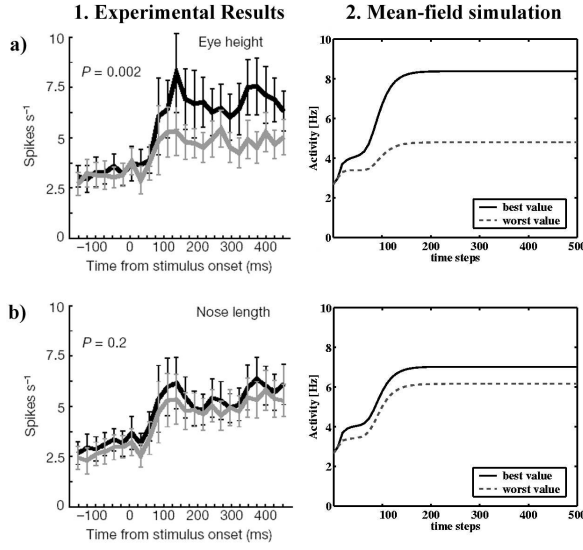 1. Experimental Results
2. Mean-field simulation
a)
Eye height
P = 0.002
Spikes s⁻¹
10
7.5
5
2.5
0
−100 0 100 200 300 400
Time from stimulus onset (ms)
Activity [Hz]
10
8
6
4
2
0
best value
worst value
100 200 300 400 500
time steps
b)
Nose length
P = 0.2
Spikes s⁻¹
10
7.5
5
2.5
0
−100 0 100 200 300 400
Time from stimulus onset (ms)
Activity [Hz]
10
8
6
4
2
0
best value
worst value
100 200 300 400 500
time steps